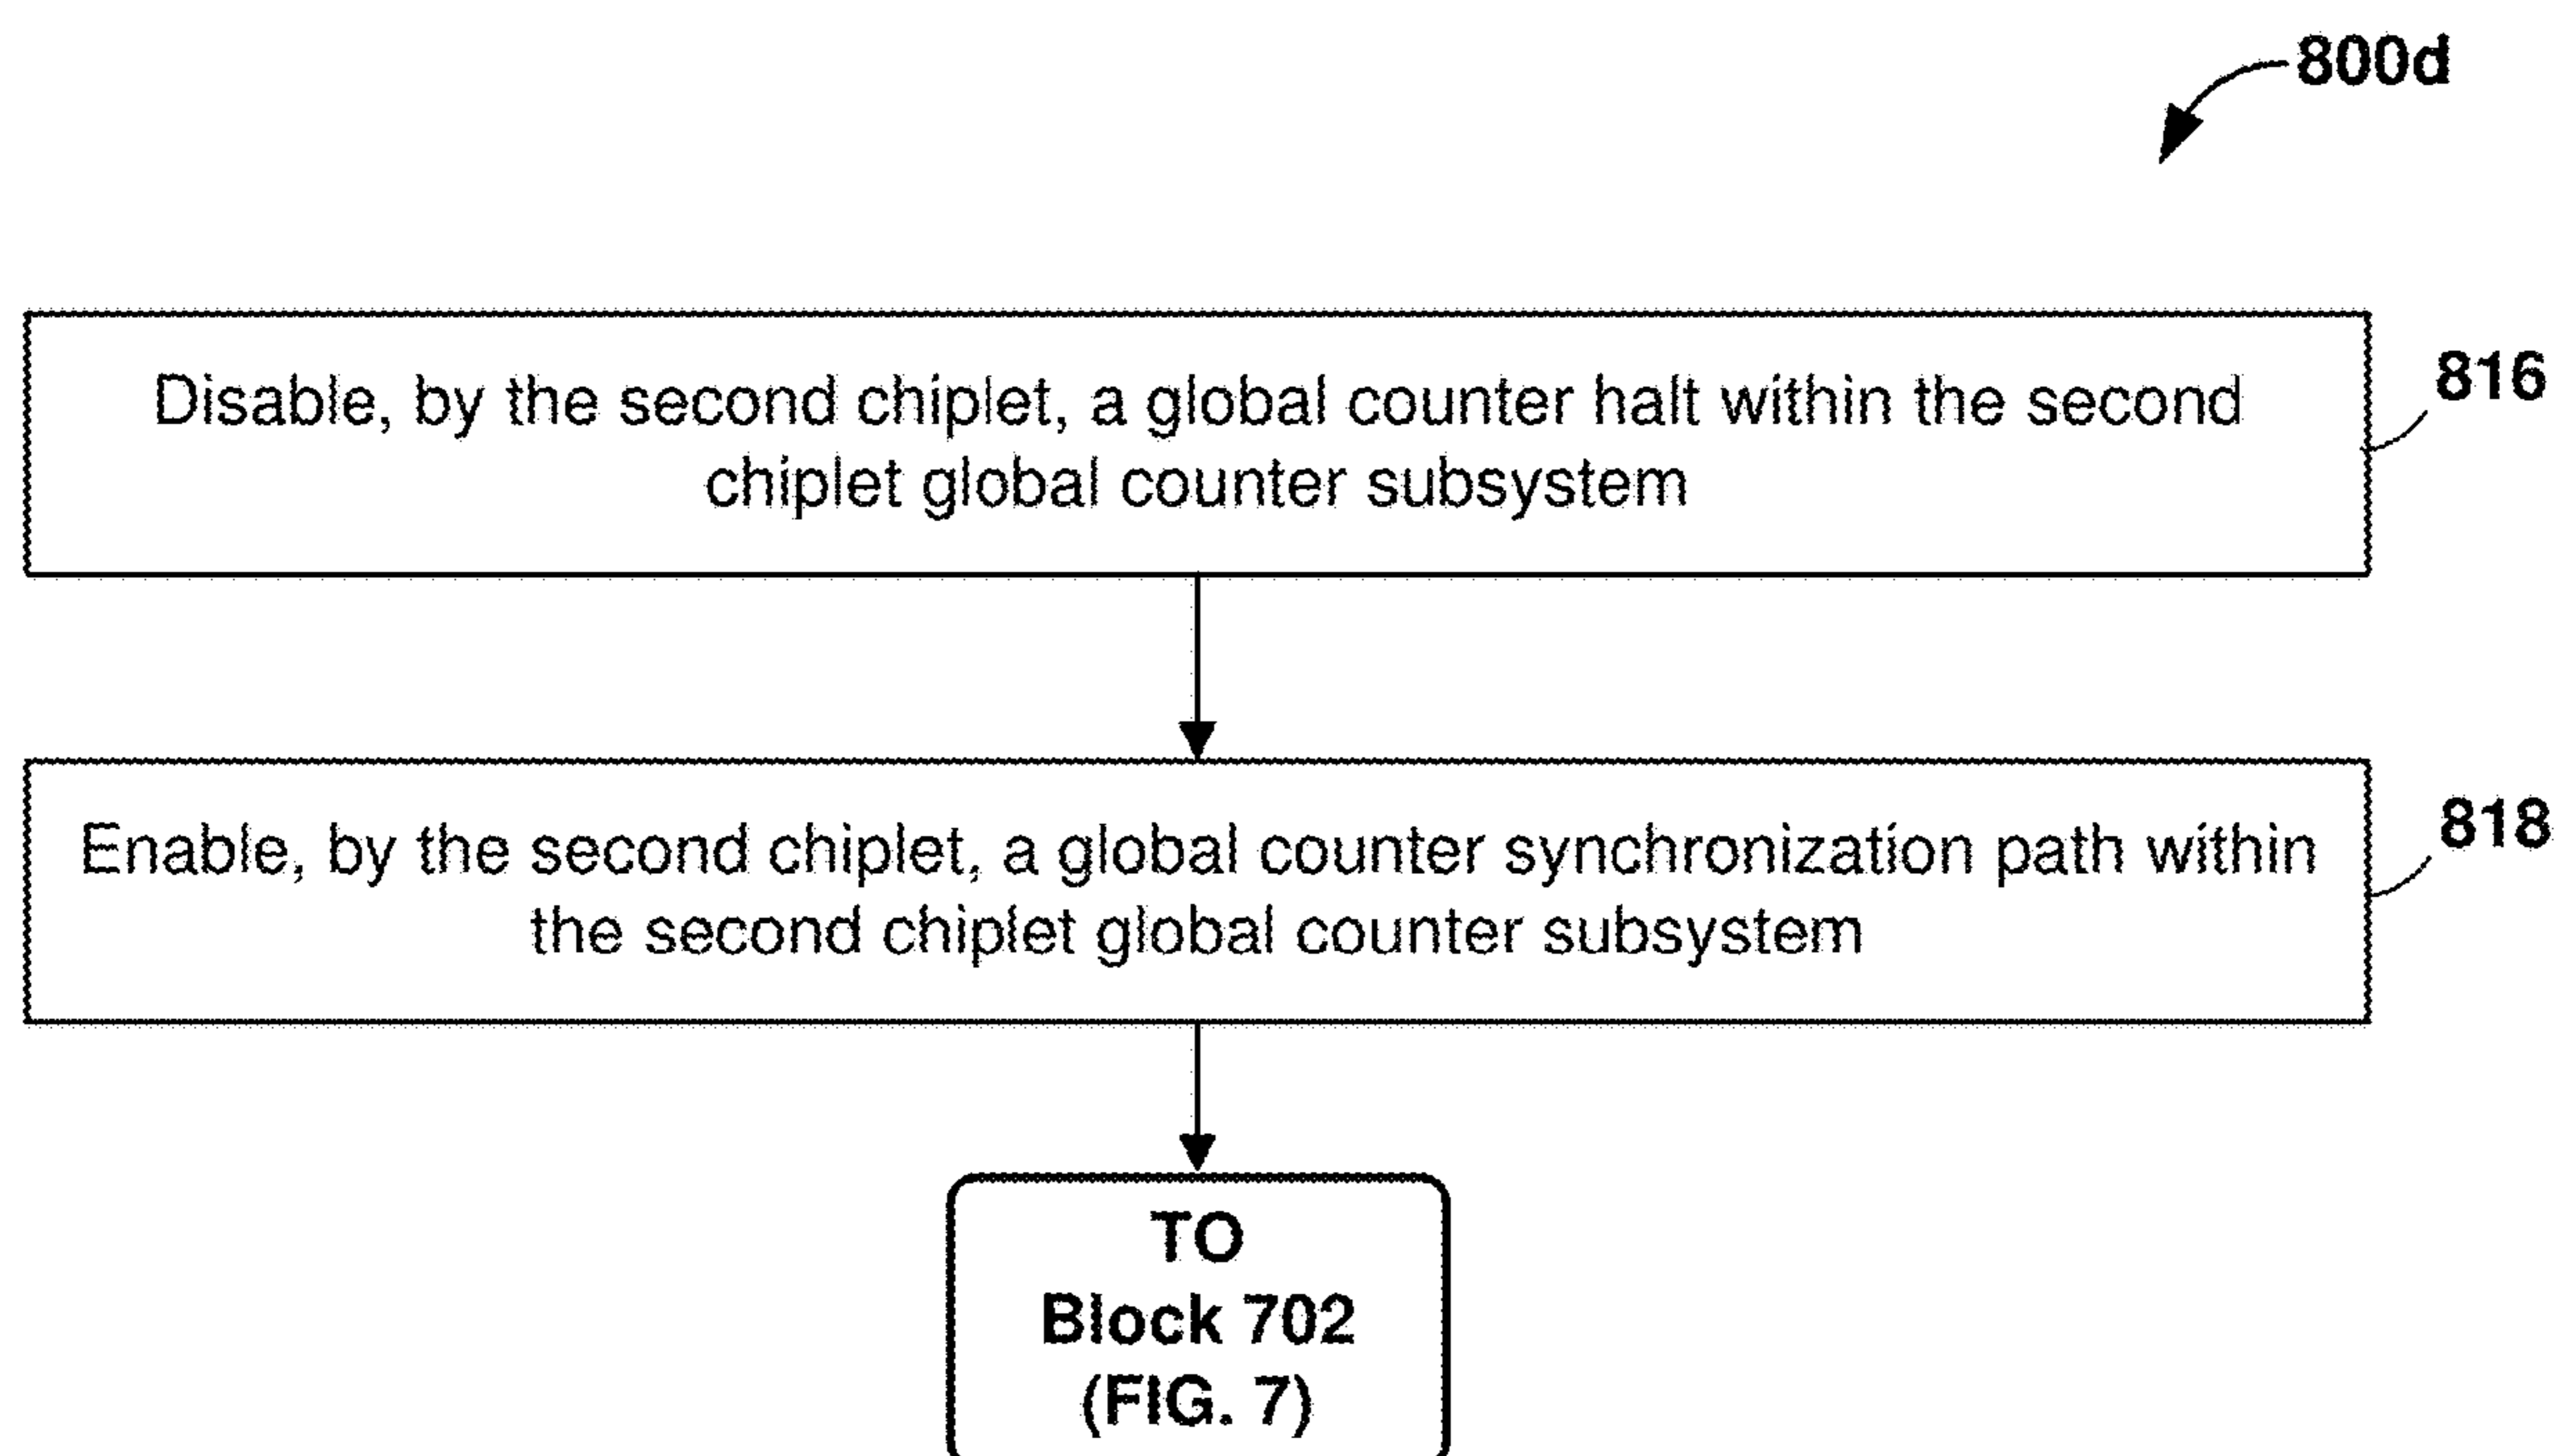 800d
Disable, by the second chiplet, a global counter halt within the second
chiplet global counter subsystem
816
Enable, by the second chiplet, a global counter synchronization path within
the second chiplet global counter subsystem
818
TO
Block 702
(FIG. 7)